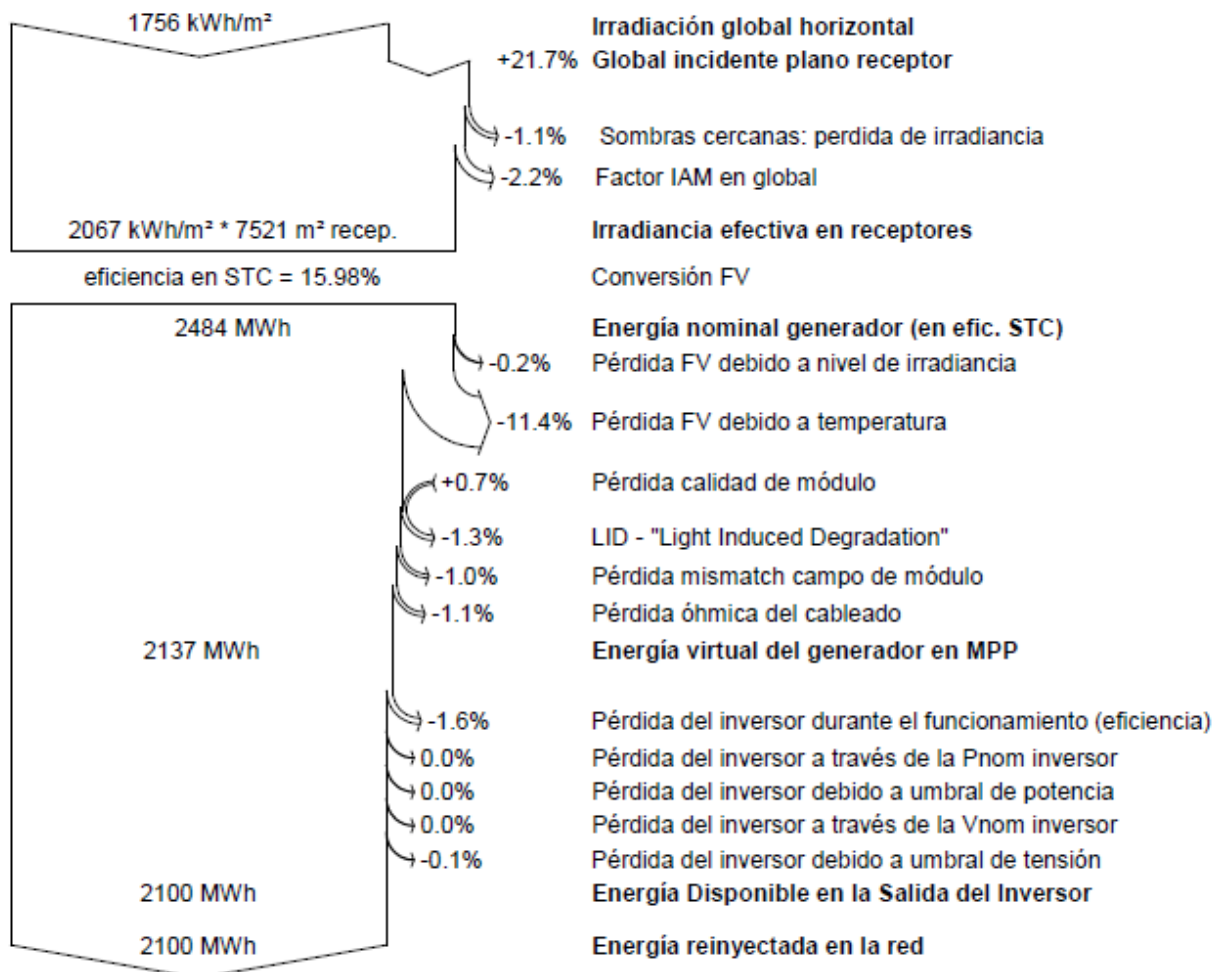 1756 kWh/m² Irradiación global horizontal
+21.7% Global incidente plano receptor
-1.1% Sombras cercanas: perdida de irradiancia
-2.2% Factor IAM en global
2067 kWh/m² * 7521 m² recep. Irradiancia efectiva en receptores
eficiencia en STC = 15.98% Conversión FV
2484 MWh Energía nominal generador (en efic. STC)
-0.2% Pérdida FV debido a nivel de irradiancia
-11.4% Pérdida FV debido a temperatura
+0.7% Pérdida calidad de módulo
-1.3% LID - "Light Induced Degradation"
-1.0% Pérdida mismatch campo de módulo
-1.1% Pérdida óhmica del cableado
2137 MWh Energía virtual del generador en MPP
-1.6% Pérdida del inversor durante el funcionamiento (eficiencia)
0.0% Pérdida del inversor a través de la Pnom inversor
0.0% Pérdida del inversor debido a umbral de potencia
0.0% Pérdida del inversor a través de la Vnom inversor
-0.1% Pérdida del inversor debido a umbral de tensión
2100 MWh Energía Disponible en la Salida del Inversor
2100 MWh Energía reinyectada en la red